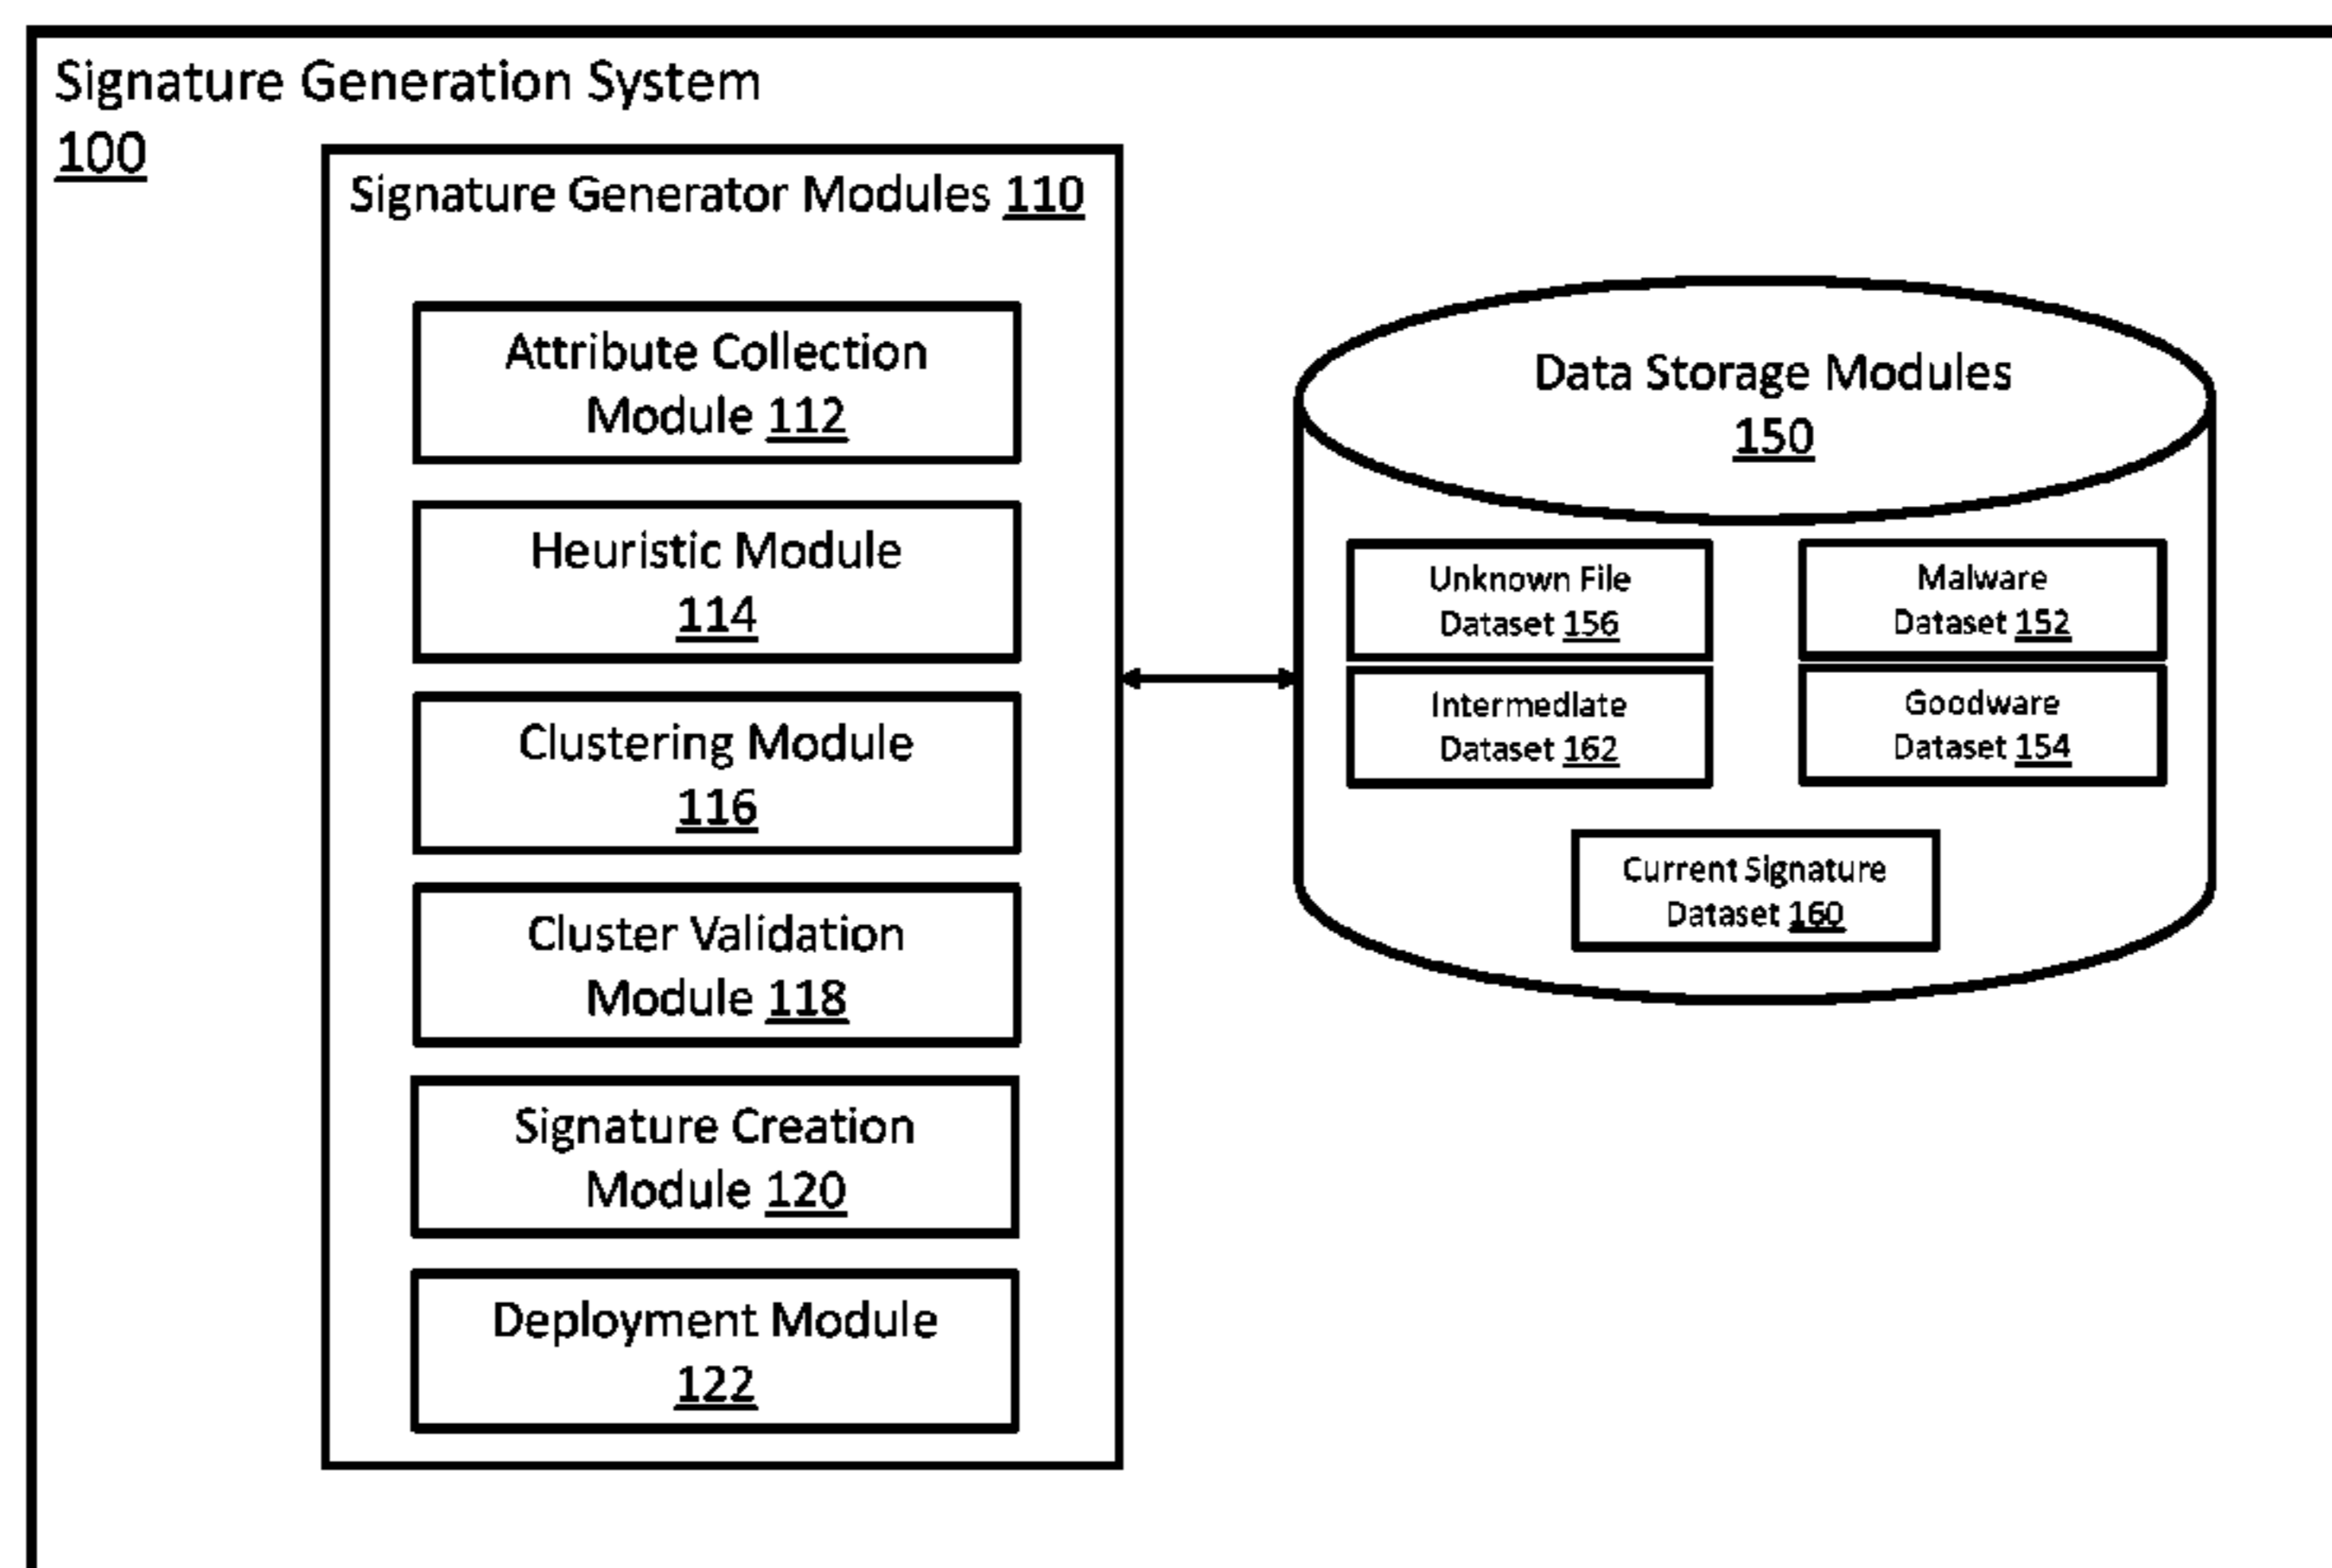 Signature Generation System
100
Signature Generator Modules 110
Attribute Collection
Module 112
Heuristic Module
114
Clustering Module
116
Cluster Validation
Module 118
Signature Creation
Module 120
Deployment Module
122
Data Storage Modules
150
Unknown File
Dataset 156
Malware
Dataset 152
Intermediate
Dataset 162
Goodware
Dataset 154
Current Signature
Dataset 160